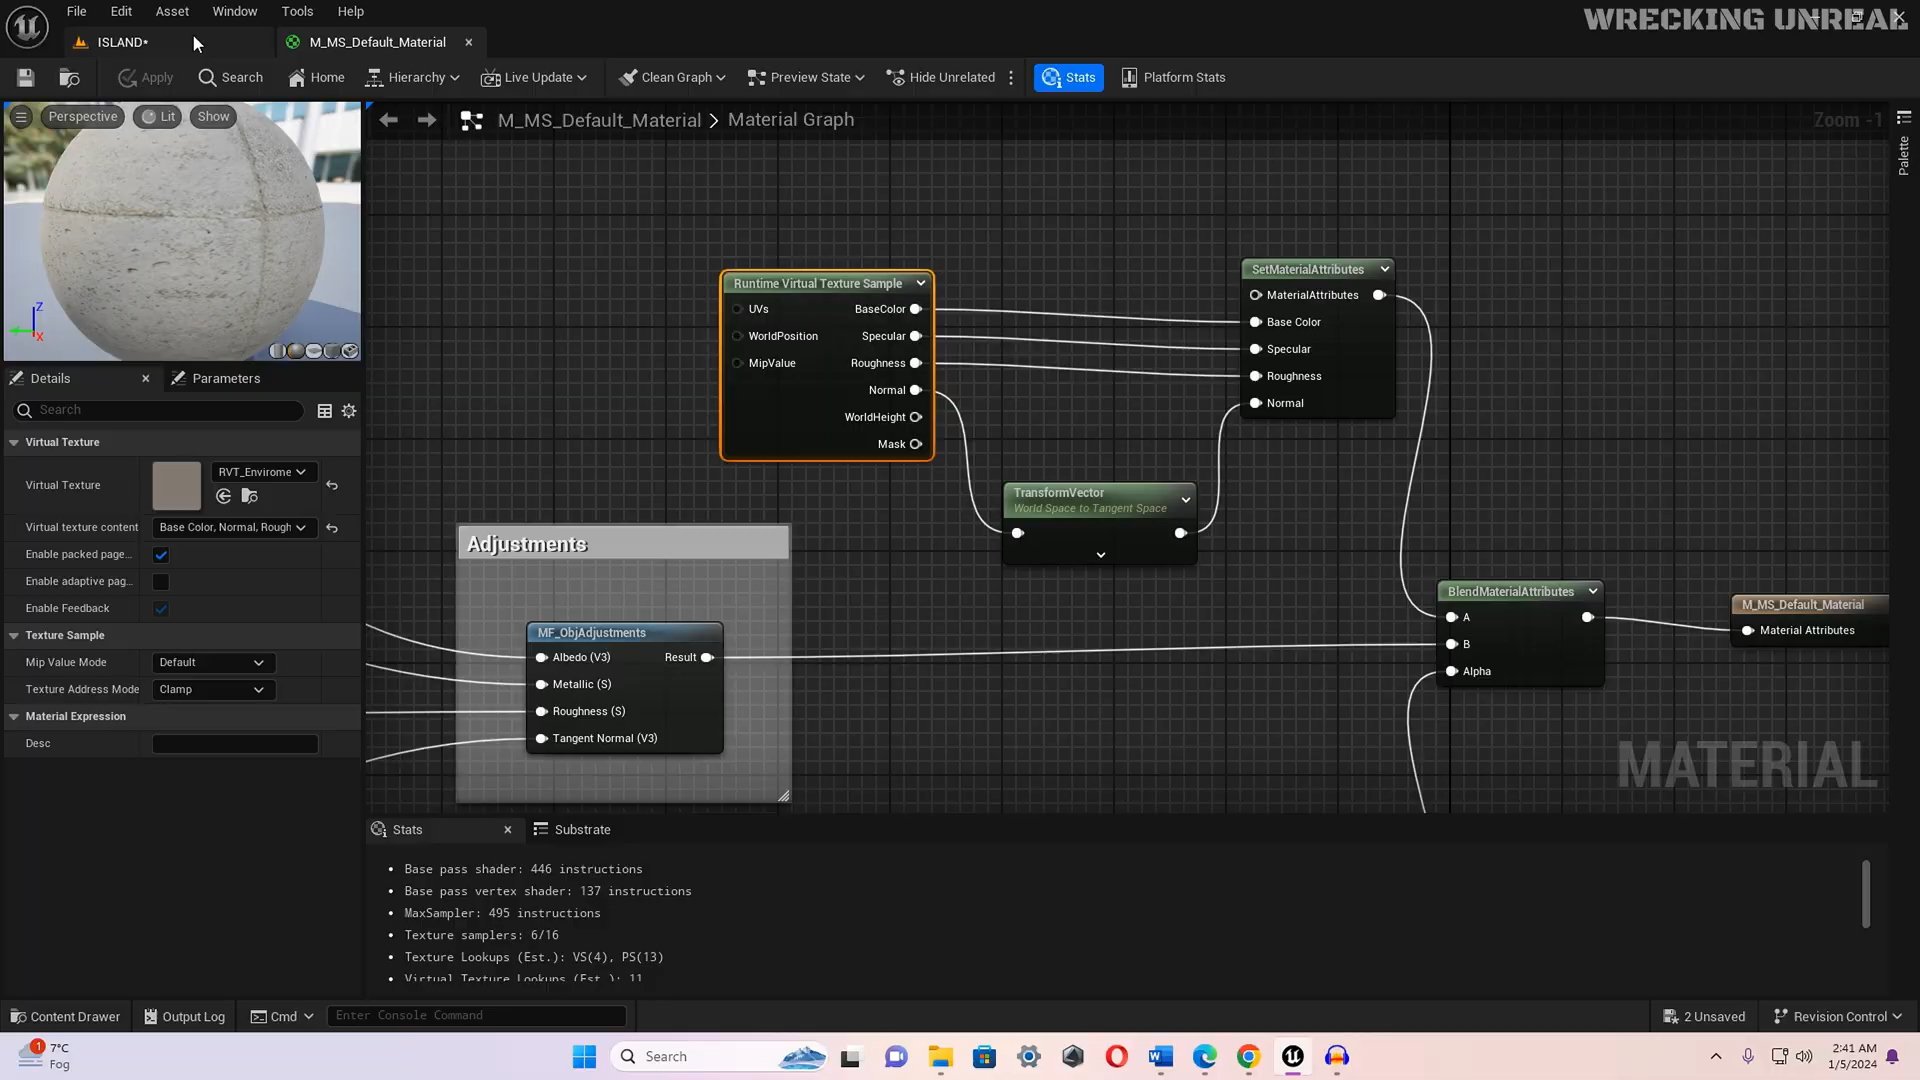 File Edit Asset Window Tools Help
WRECKING UNREAL
ISLAND*
M_MS_Default_Material
Apply Search Home Hierarchy Live Update Clean Graph Preview State Hide Unrelated Stats Platform Stats
Perspective Lit Show
M_MS_Default_Material > Material Graph
Zoom -1
Palette
Z
X
Details
Parameters
Search
Virtual Texture
Virtual Texture
RVT_Envirome
Virtual texture content
Base Color, Normal, Rough
Enable packed page...
Enable adaptive pag...
Enable Feedback
Texture Sample
Mip Value Mode
Default
Texture Address Mode
Clamp
Material Expression
Desc
Runtime Virtual Texture Sample
UVs BaseColor
WorldPosition Specular
MipValue Roughness
Normal
WorldHeight
Mask
SetMaterialAttributes
MaterialAttributes
Base Color
Specular
Roughness
Normal
TransformVector
World Space to Tangent Space
Adjustments
MF_ObjAdjustments
Albedo (V3) Result
Metallic (S)
Roughness (S)
Tangent Normal (V3)
BlendMaterialAttributes
A
B
Alpha
M_MS_Default_Material
Material Attributes
MATERIAL
Stats
Substrate
• Base pass shader: 446 instructions
• Base pass vertex shader: 137 instructions
• MaxSampler: 495 instructions
• Texture samplers: 6/16
• Texture Lookups (Est.): VS(4), PS(13)
• Virtual Texture Lookups (Est.): 11
Content Drawer Output Log Cmd Enter Console Command
2 Unsaved Revision Control
1
7°C
Fog
Search
2:41 AM
1/5/2024